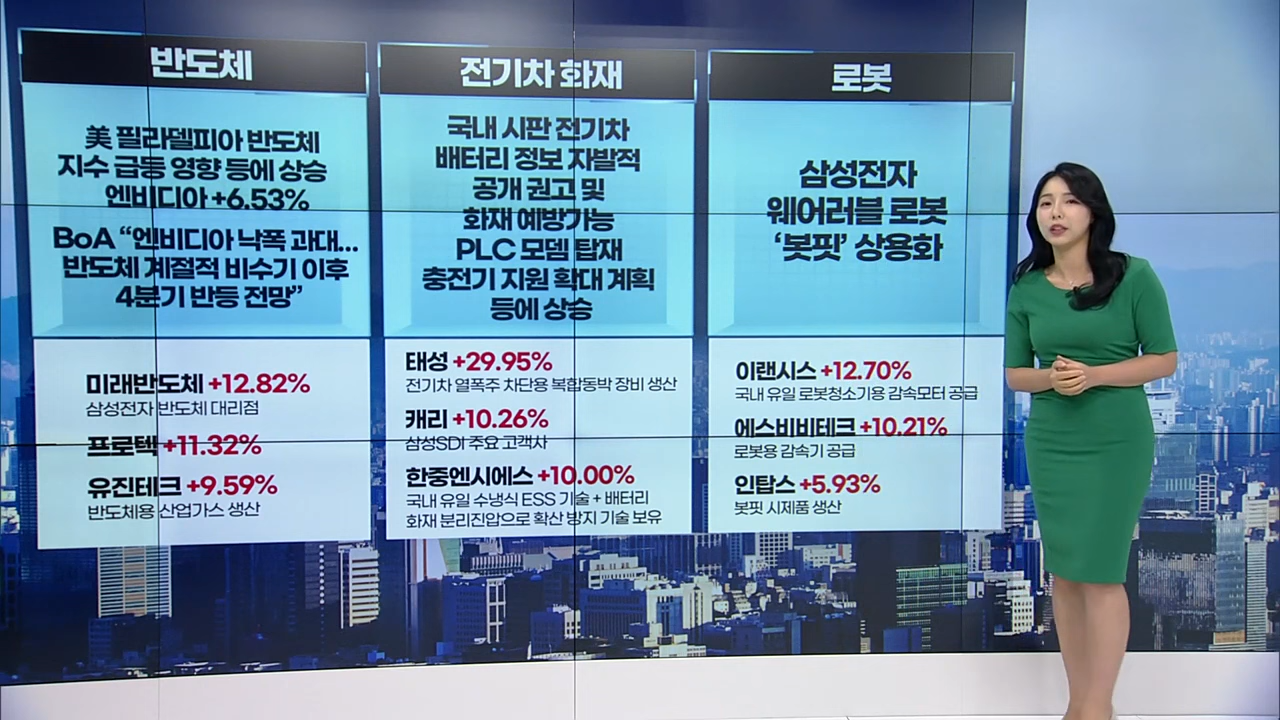 반도체
美 필라델피아 반도체
지수 급등 영향 등에 상승
엔비디아 +6.53%
BoA “엔비디아 낙폭 과대...
반도체 계절적 비수기 이후
4분기 반등 전망”
미래반도체 +12.82%
삼성전자 반도체 대리점
프로텍 +11.32%
유진테크 +9.59%
반도체용 산업가스 생산
전기차 화재
국내 시판 전기차
배터리 정보 자발적
공개 권고 및
화재 예방가능
PLC 모뎀 탑재
충전기 지원 확대 계획
등에 상승
태성 +29.95%
전기차 열폭주 차단용 복합동박 장비 생산
캐리 +10.26%
삼성SDI 주요 고객사
한중엔시에스 +10.00%
국내 유일 수냉식 ESS 기술 + 배터리
화재 분리진압으로 확산 방지 기술 보유
로봇
삼성전자
웨어러블 로봇
‘봇핏’ 상용화
이랜시스 +12.70%
국내 유일 로봇청소기용 감속모터 공급
에스비비테크 +10.21%
로봇용 감속기 공급
인탑스 +5.93%
봇핏 시제품 생산